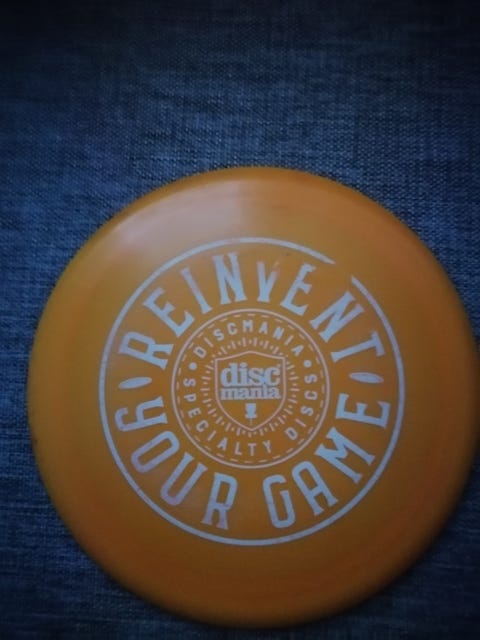 REINVENT
YOUR GAME
DISCMANIA
SPECIALTY DISCS
disc
mania